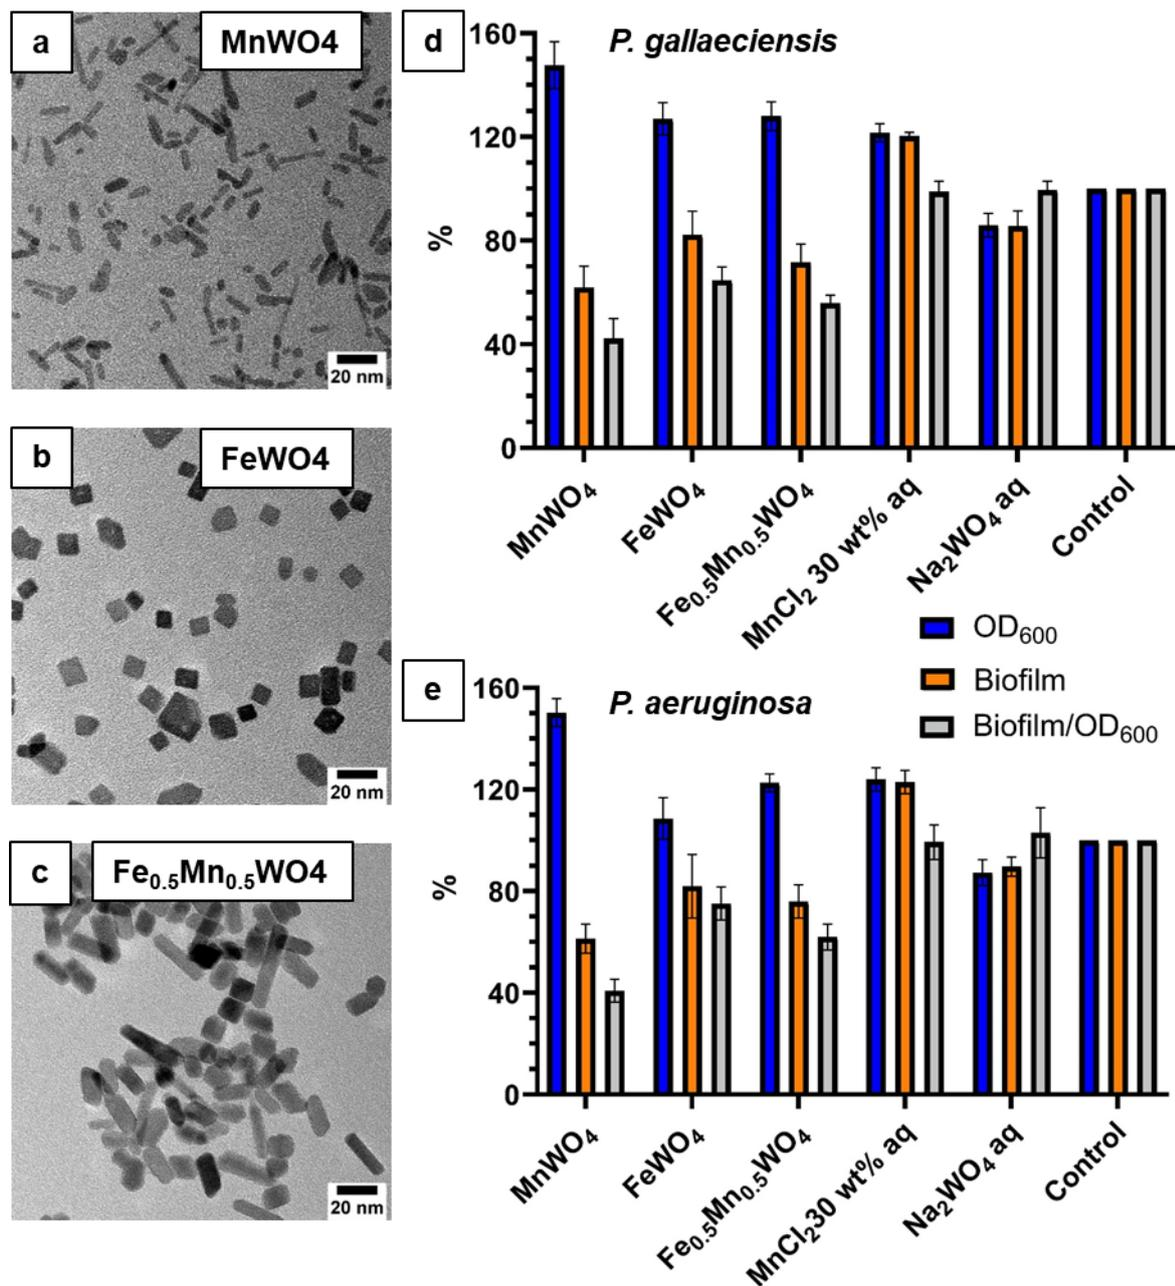 a
MnWO4
20 nm
b
FeWO4
20 nm
c
Fe₀.₅Mn₀.₅WO4
20 nm
d
P. gallaeciensis
%
160
120
80
40
0
MnWO₄
FeWO₄
Fe₀.₅Mn₀.₅WO₄
MnCl₂ 30 wt% aq
Na₂WO₄ aq
Control
OD₆₀₀
Biofilm
Biofilm/OD₆₀₀
e
P. aeruginosa
%
160
120
80
40
0
MnWO₄
FeWO₄
Fe₀.₅Mn₀.₅WO₄
MnCl₂30 wt% aq
Na₂WO₄ aq
Control